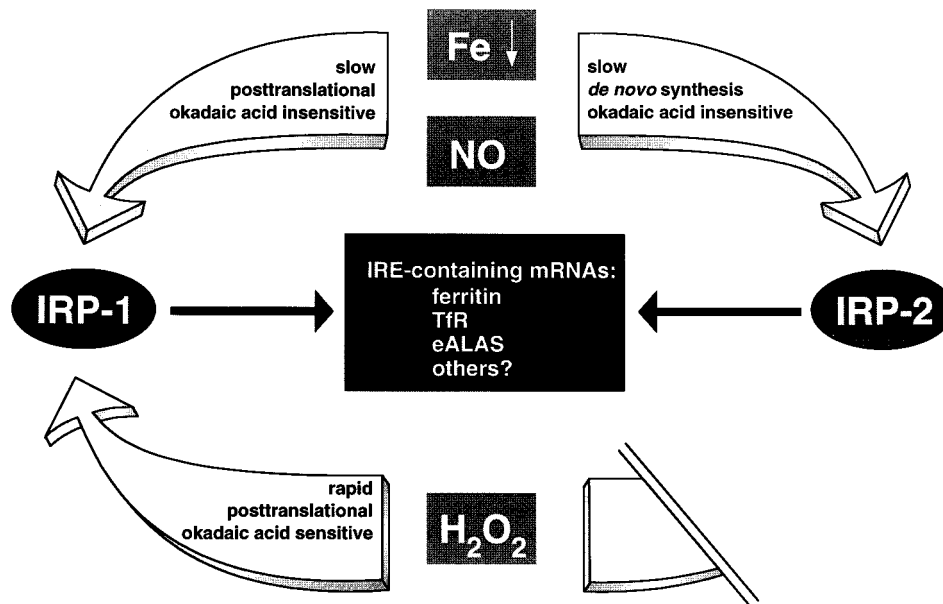 Fe ↓
slow
posttranslational
okadaic acid insensitive
slow
de novo synthesis
okadaic acid insensitive
NO
IRP-1
IRE-containing mRNAs:
ferritin
TfR
eALAS
others?
IRP-2
rapid
posttranslational
okadaic acid sensitive
H₂O₂